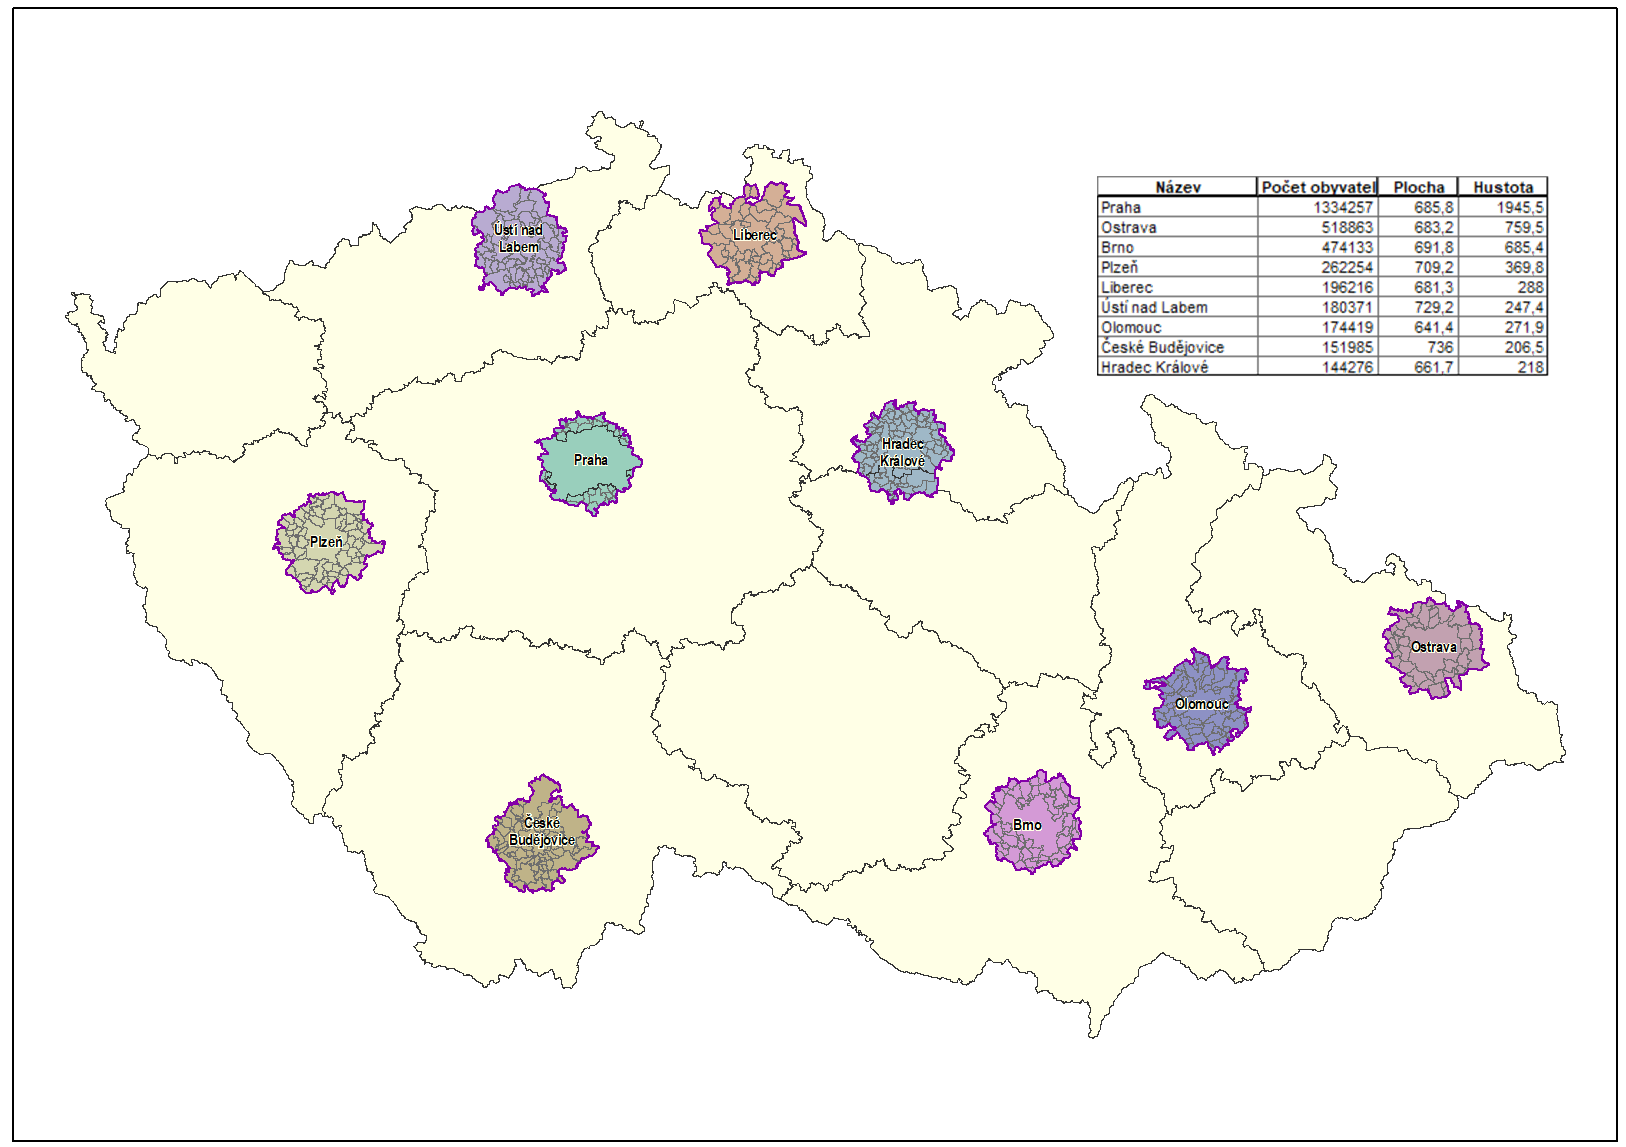 Název Počet obyvatel Plocha Hustota
Praha 1334257 685,8 1945,5
Ostrava 518863 683,2 759,5
Brno 474133 691,8 685,4
Plzeň 262254 709,2 369,8
Liberec 196216 681,3 288
Ústí nad Labem 180371 729,2 247,4
Olomouc 174419 641,4 271,9
České Budějovice 151985 736 206,5
Hradec Králové 144276 661,7 218
Ústí nad
Labem
Liberec
Praha
Hradec
Králové
Plzeň
Ostrava
Olomouc
České
Budějovice
Brno